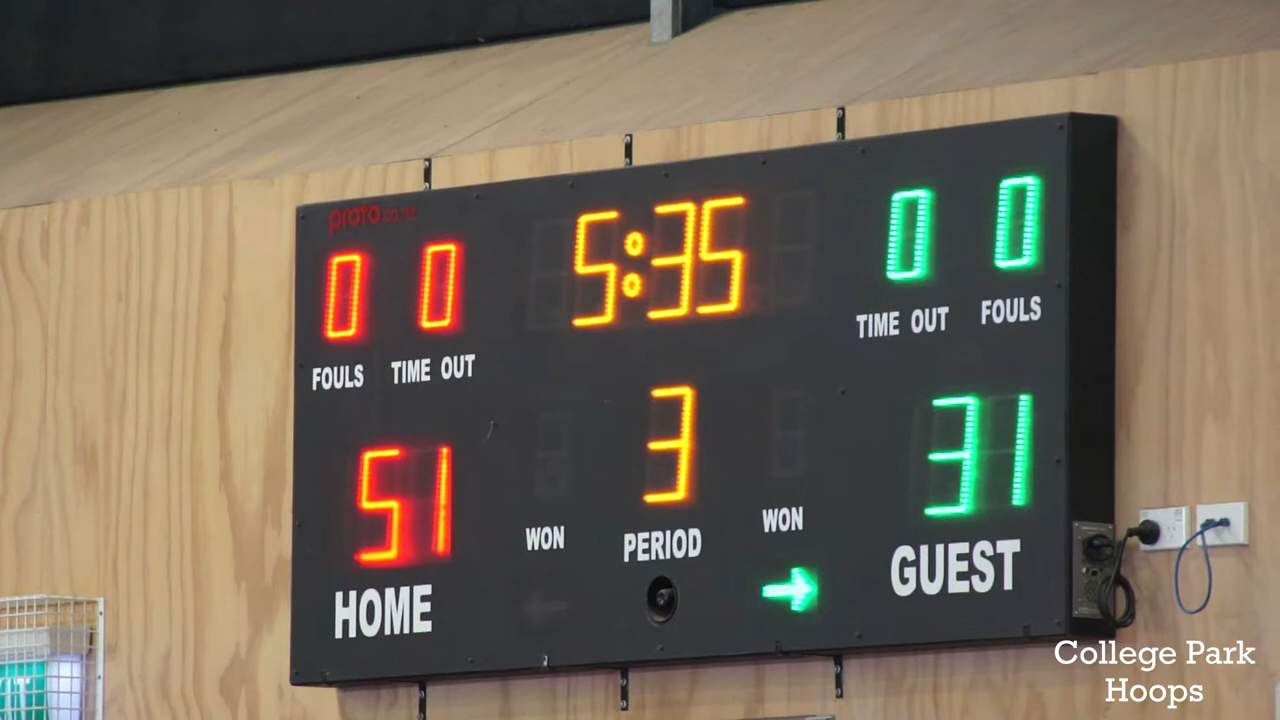 proto.co.nz
0 0 5:35 0 0
FOULS TIME OUT TIME OUT FOULS
51 3 31
WON PERIOD WON
HOME GUEST
College Park
Hoops